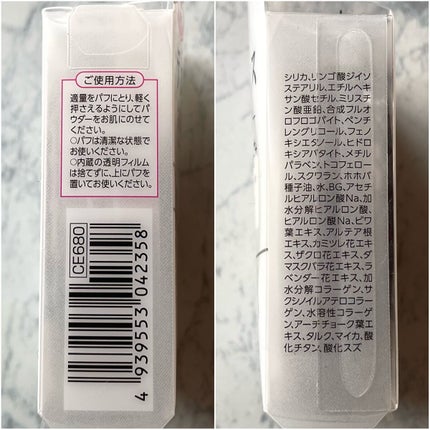 ご使用方法
適量をパフにとり、軽く
押さえるようにしてパ
ウダーをお肌にのせて
ください。
○パフは清潔な状態で
お使いください。
○内蔵の透明フィルム
は捨てずに、上にパフを
置いてお使いください。
CE680
4 939553 042358
シリカ、リンゴ酸ジイソ
ステアリル、エチルヘキ
サン酸セチル、ミリスチ
ン酸亜鉛、合成フルオ
ロフロゴパイト、ペンチ
レングリコール、フェノ
キシエタノール、ヒドロ
キシアパタイト、メチル
パラベン、トコフェロー
ル、スクワラン、ホホバ
種子油、水、BG、アセチ
ルヒアルロン酸Na、加
水分解ヒアルロン酸、
ヒアルロン酸Na、ビワ
葉エキス、アルテア根
エキス、カミツレ花エキ
ス、ザクロ花エキス、ダ
マスクバラ花エキス、ラ
ベンダー花エキス、加
水分解コラーゲン、サ
クシノイルアテロコラー
ゲン、水溶性コラーゲ
ン、アーチチョーク葉エ
キス、タルク、マイカ、酸
化チタン、酸化スズ